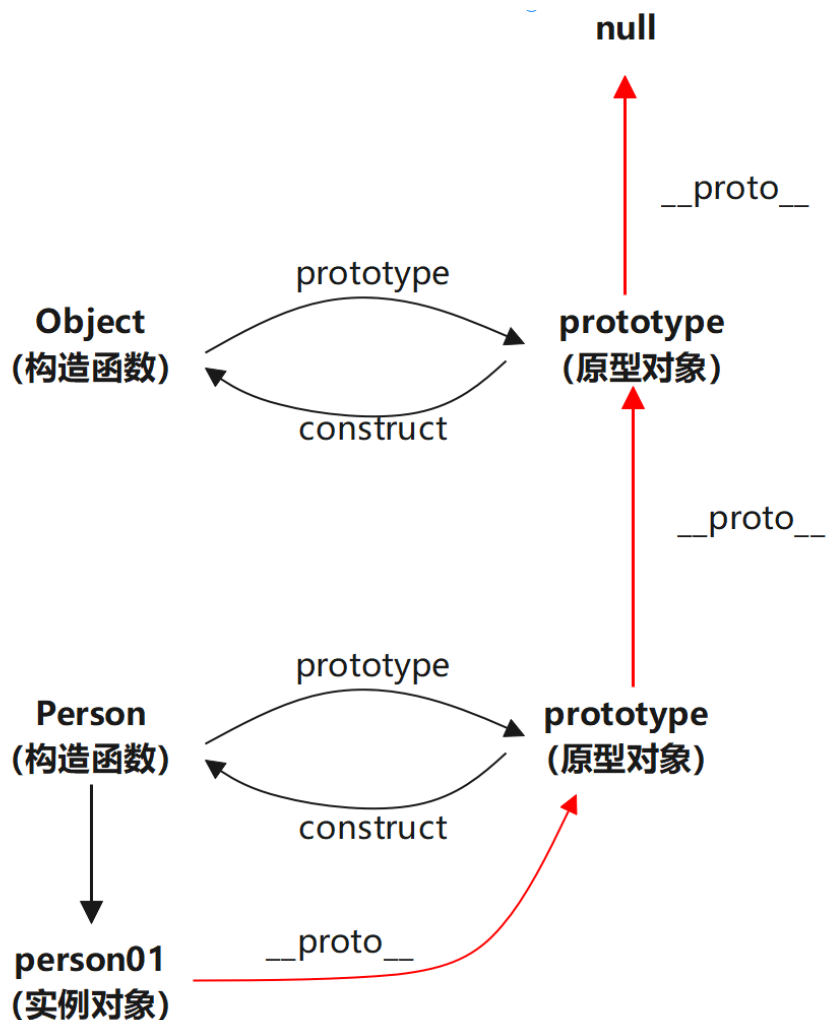 null
__proto__
prototype
Object
(构造函数)
prototype
(原型对象)
construct
__proto__
prototype
Person
(构造函数)
prototype
(原型对象)
construct
__proto__
person01
(实例对象)